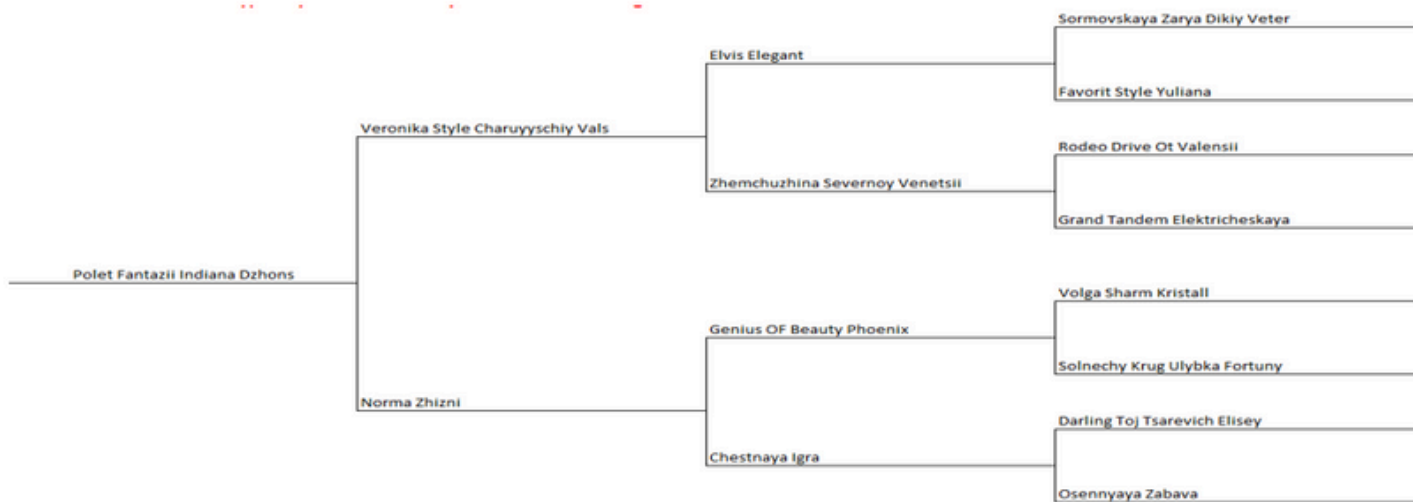 Sormovskaya Zarya Dikiy Veter
Elvis Elegant
Favorit Style Yuliana
Veronika Style Charuyyschiy Vals
Rodeo Drive Ot Valensii
Zhemchuzhina Severnoy Venetsii
Grand Tandem Elektricheskaya
Polet Fantazii Indiana Dzhons
Volga Sharm Kristall
Genius OF Beauty Phoenix
Solnechy Krug Ulybka Fortuny
Norma Zhizni
Darling Toj Tsarevich Elisey
Chestnaya Igra
Osennyaya Zabava